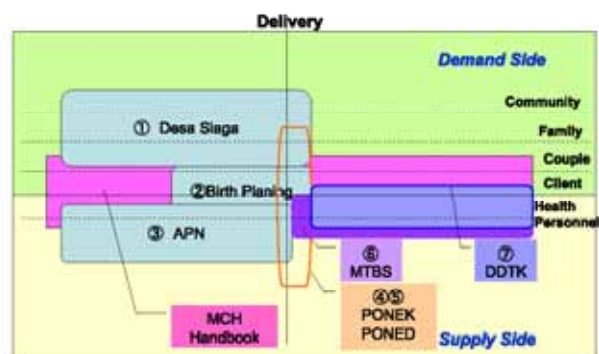 Delivery
Demand Side
Community
① Desa Siaga
Family
Couple
②Birth Planing
Client
Health
Personnel
③ APN
⑥
MTBS
⑦
DDTK
MCH
Handbook
④⑤
PONEK
PONED
Supply Side